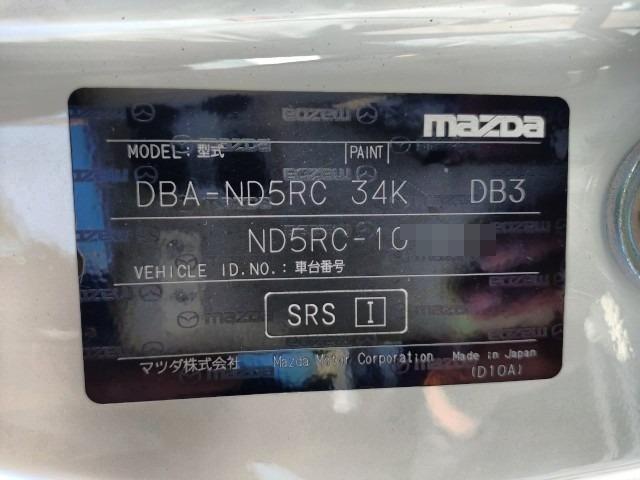 mazda
MODEL: 型式 PAINT
DBA-ND5RC 34K DB3
ND5RC-10
VEHICLE ID.NO.: 車台番号
SRS I
マツダ株式会社 Mazda Motor Corporation Made in Japan
(D10A)